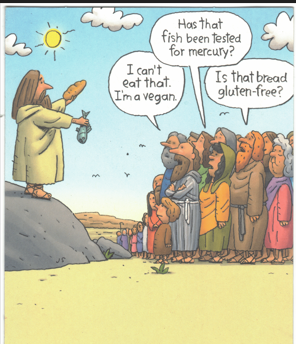 I can't
eat that.
I'm a vegan.
Has that
fish been tested
for mercury?
Is that bread
gluten-free?